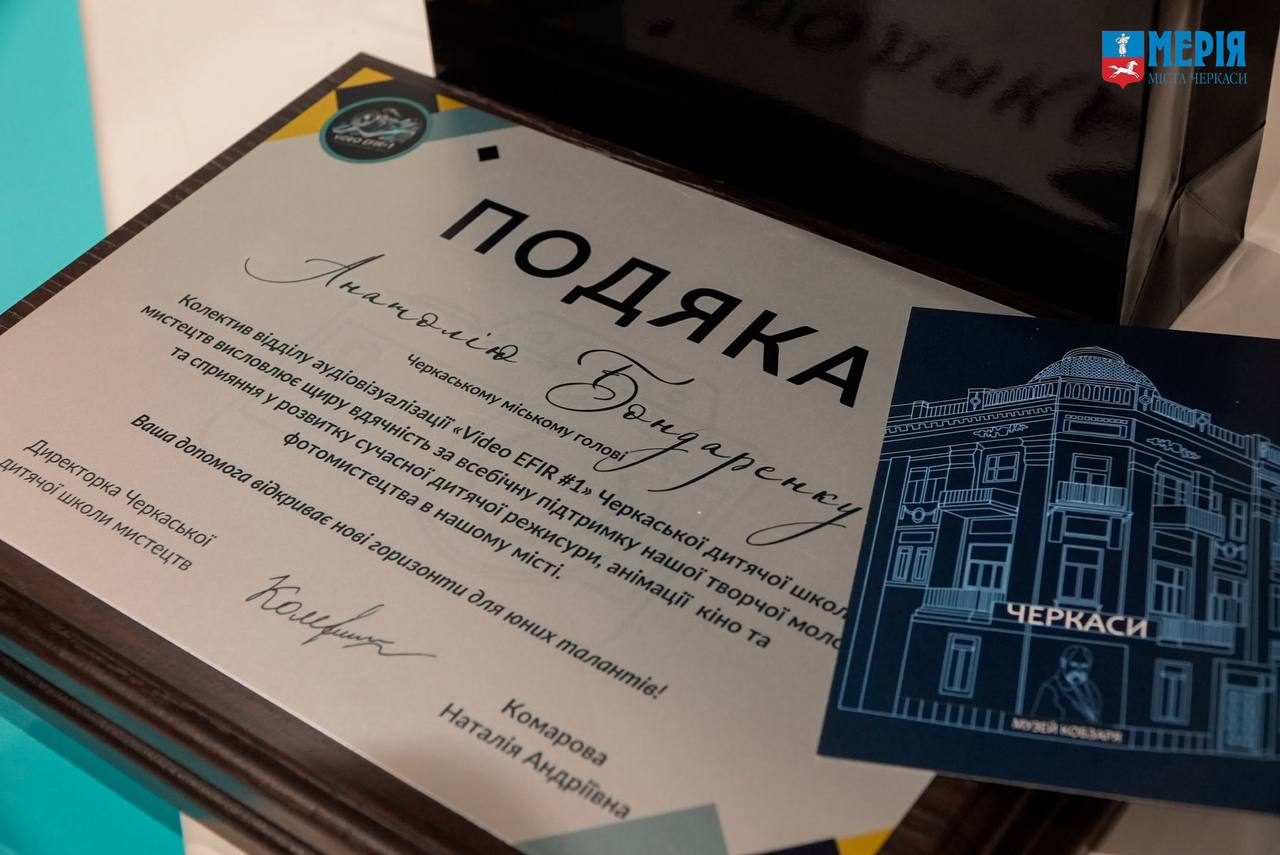 МЕРІЯ
МІСТА ЧЕРКАСИ
VIDEO EFIR-1
ПОДЯКА
Анатолію Бондаренку
Черкаському міському голові
Колектив відділу аудіовізуалізації «Video EFIR #1» Черкаської дитячої
мистецтв висловлює щиру вдячність за всебічну підтримку нашої творчої
та сприяння у розвитку сучасної дитячої режисури, анімації кіно та
фотомистецтва в нашому місті.
Ваша допомога відкриває нові горизонти для юних талантів!
Директорка Черкаської
дитячої школи мистецтв
Комарова
Наталія Андріївна
ЧЕРКАСИ
МУЗЕЙ КОБЗАРЯ